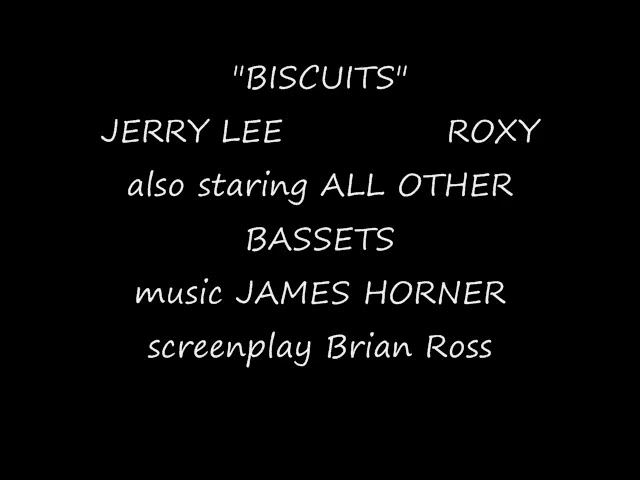 "BISCUITS"
JERRY LEE ROXY
also staring ALL OTHER
BASSETS
music JAMES HORNER
screenplay Brian Ross